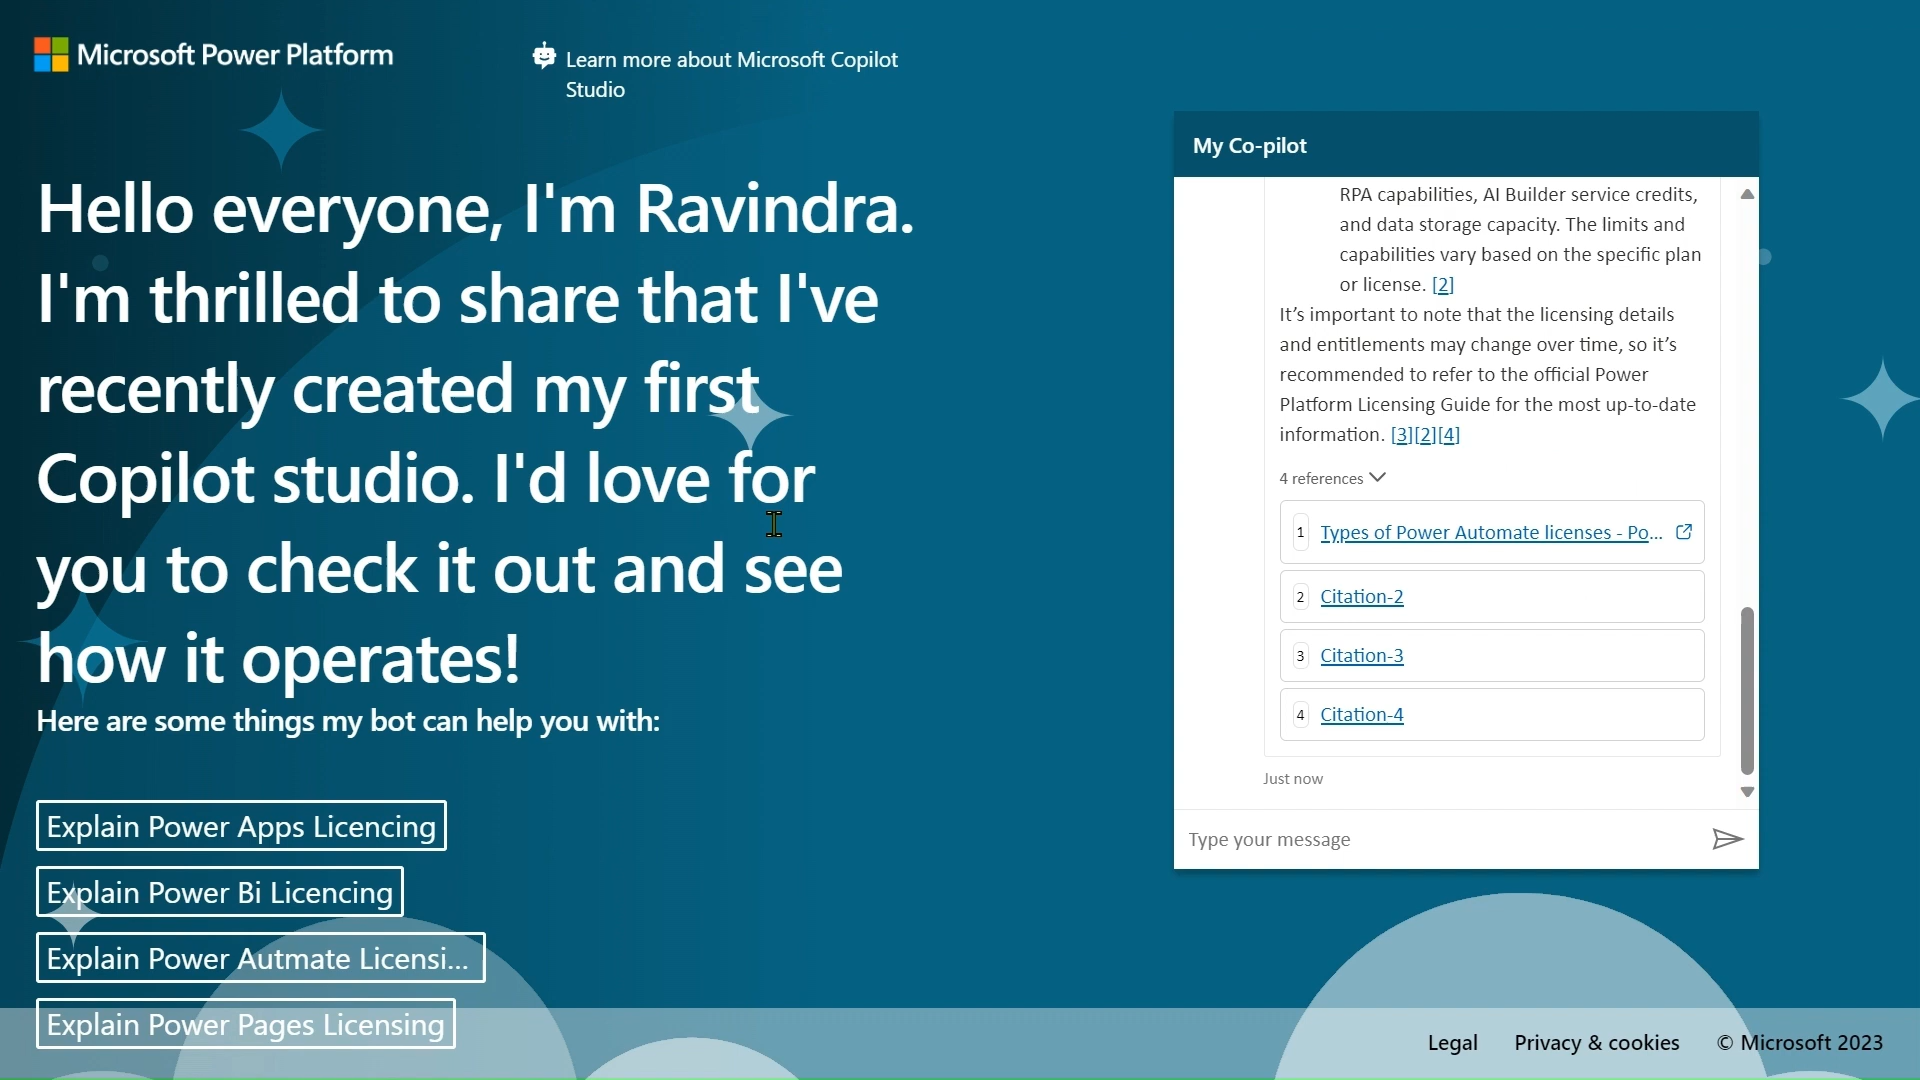 Microsoft Power Platform
Learn more about Microsoft Copilot
Studio
Hello everyone, I'm Ravindra.
I'm thrilled to share that I've
recently created my first
Copilot studio. I'd love for
you to check it out and see
how it operates!
Here are some things my bot can help you with:
Explain Power Apps Licencing
Explain Power Bi Licencing
Explain Power Autmate Licensi...
Explain Power Pages Licensing
My Co-pilot
RPA capabilities, AI Builder service credits,
and data storage capacity. The limits and
capabilities vary based on the specific plan
or license. [2]
It’s important to note that the licensing details
and entitlements may change over time, so it’s
recommended to refer to the official Power
Platform Licensing Guide for the most up-to-date
information. [3][2][4]
4 references
1 Types of Power Automate licenses - Po...
2 Citation-2
3 Citation-3
4 Citation-4
Just now
Type your message
Legal Privacy & cookies © Microsoft 2023